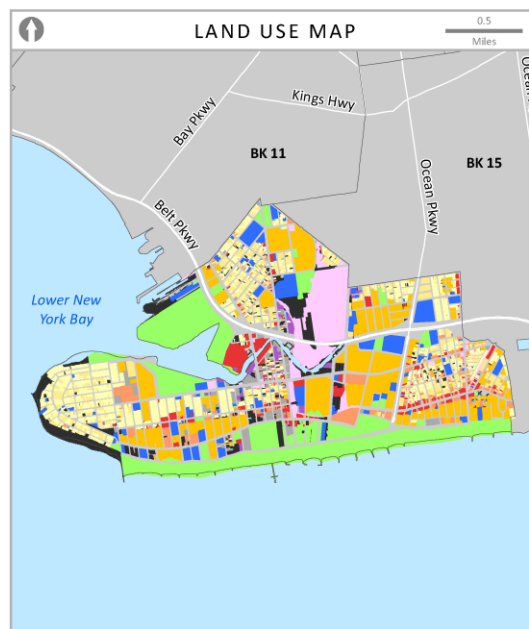 LAND USE MAP
0.5
Miles
Kings Hwy
Bay Pkwy
BK 11
BK 15
Ocean Pkwy
Belt Pkwy
Lower New
York Bay